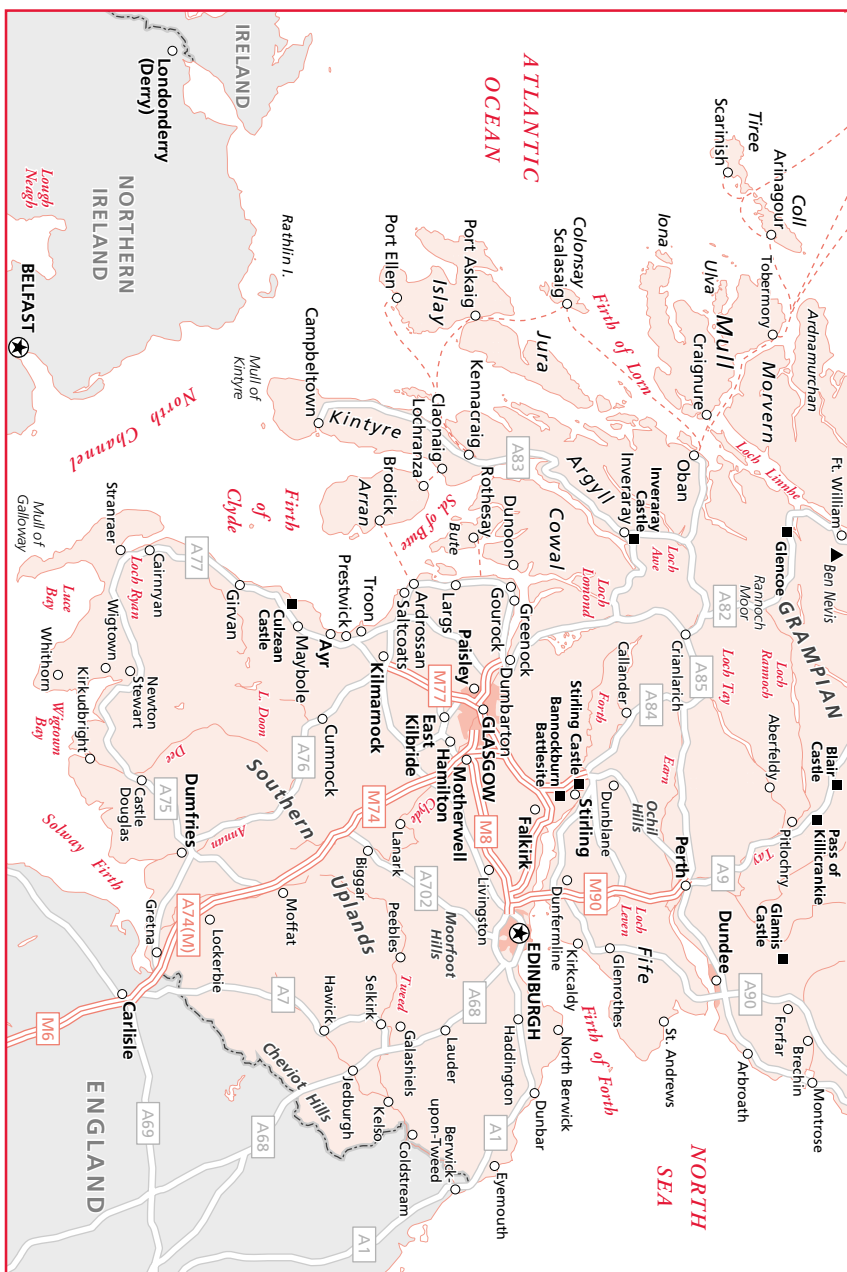 Ft. William
Ben Nevis
Ardnamurchan
Coll
Arinagour
Tiree
Scarinish
Tobermory
Morvern
Loch Linnhe
Glencoe
GRAMPIAN
Rannoch
Moor
Loch
Rannoch
Blair
Castle
Pass of
Killicrankie
Pitlochry
Tay
Aberfeldy
Glamis
Castle
A90
Forfar
Brechin
Montrose
Arbroath
Dundee
ATLANTIC
OCEAN
Iona
Ulva
Mull
Craignure
Oban
Firth of Lorn
Loch
Awe
A82
Crianlarich
A85
Loch Tay
A9
Perth
Earn
NORTH
SEA
Colonsay
Scalasaig
Inveraray
Castle
Inveraray
Argyll
A83
Loch
Lomond
Callander
A84
Forth
Dunblane
Ochil
Hills
M90
Loch
Leven
Fife
Glenrothes
St. Andrews
Kirkcaldy
Firth of Forth
Jura
Port Askaig
Islay
Port Ellen
Kennacraig
Claonaig
Lochranza
Cowal
Dunoon
Rothesay
Bute
Sd. of Bute
Gourock
Greenock
Dumbarton
Stirling Castle
Bannockburn
Battlesite
Stirling
Falkirk
Dunfermline
EDINBURGH
North Berwick
Haddington
Dunbar
A1
Eyemouth
Largs
Paisley
GLASGOW
M8
Livingston
Ardrossan
Saltcoats
M77
East
Kilbride
Hamilton
Motherwell
Clyde
Lanark
A702
Moorfoot
Hills
A68
Lauder
Berwick-
upon-Tweed
Coldstream
Kintyre
Campbeltown
Mull of
Kintyre
Brodick
Arran
Firth
of
Clyde
Troon
Prestwick
Kilmarnock
Ayr
Maybole
Culzean
Castle
Girvan
A77
Cumnock
A76
L. Doon
Southern
Uplands
M74
Biggar
Peebles
Tweed
Galashiels
Selkirk
Kelso
Jedburgh
Hawick
A7
Cheviot Hills
Moffat
Lockerbie
A74(M)
Annan
Gretna
IRELAND
Londonderry
(Derry)
NORTHERN
IRELAND
Lough
Neagh
BELFAST
Rathlin I.
North Channel
Mull of
Galloway
Stranraer
Cairnryan
Loch Ryan
Luce
Bay
Wigtown
Newton
Stewart
Whithorn
Wigtown
Bay
Kirkudbright
Dee
Castle
Douglas
A75
Dumfries
Solway Firth
Carlisle
M6
A69
A68
A1
ENGLAND